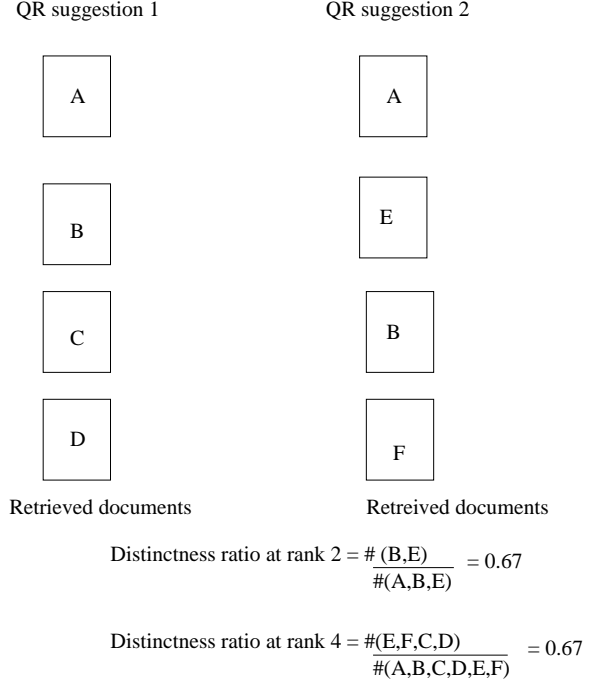 QR suggestion 1 QR suggestion 2
A A
E
B
B
C
D
F
Retrieved documents Retreived documents
Distinctness ratio at rank 2 = # (B,E) = 0.67
#(A,B,E)
Distinctness ratio at rank 4 = #(E,F,C,D) = 0.67
#(A,B,C,D,E,F)